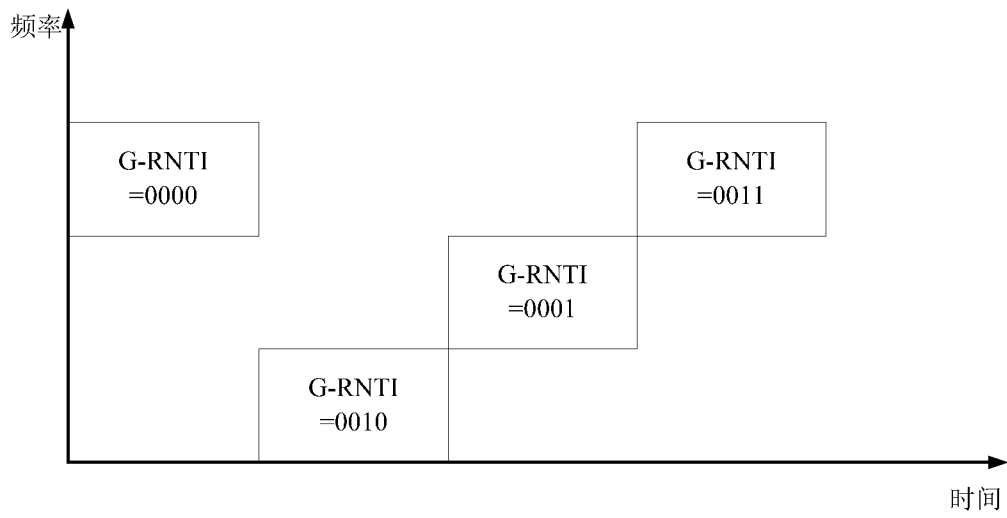 频率
G-RNTI
=0000
G-RNTI
=0011
G-RNTI
=0001
G-RNTI
=0010
时间